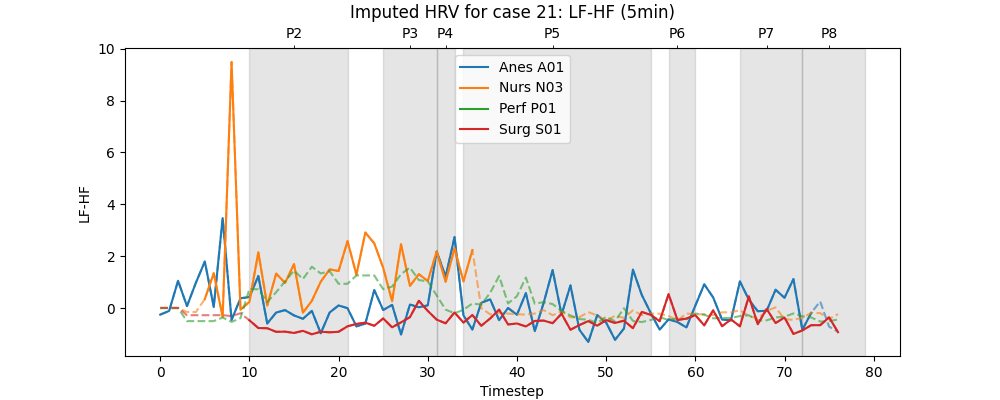 Imputed HRV for case 21: LF-HF (5min)
P2 P3 P4 P5 P6 P7 P8
10
8
6
4
2
0
LF-HF
Anes A01
Nurs N03
Perf P01
Surg S01
0 10 20 30 40 50 60 70 80
Timestep